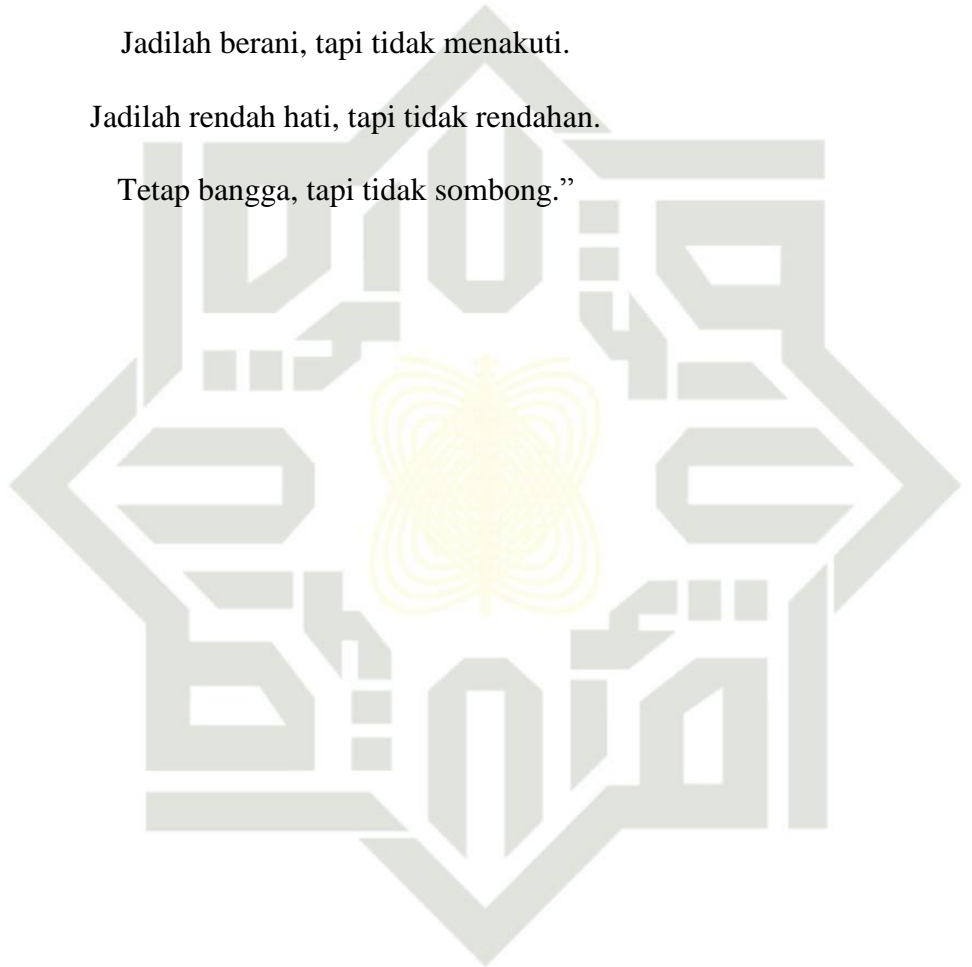 Jadilah berani, tapi tidak menakuti.
Jadilah rendah hati, tapi tidak rendahan.
Tetap bangga, tapi tidak sombong.”